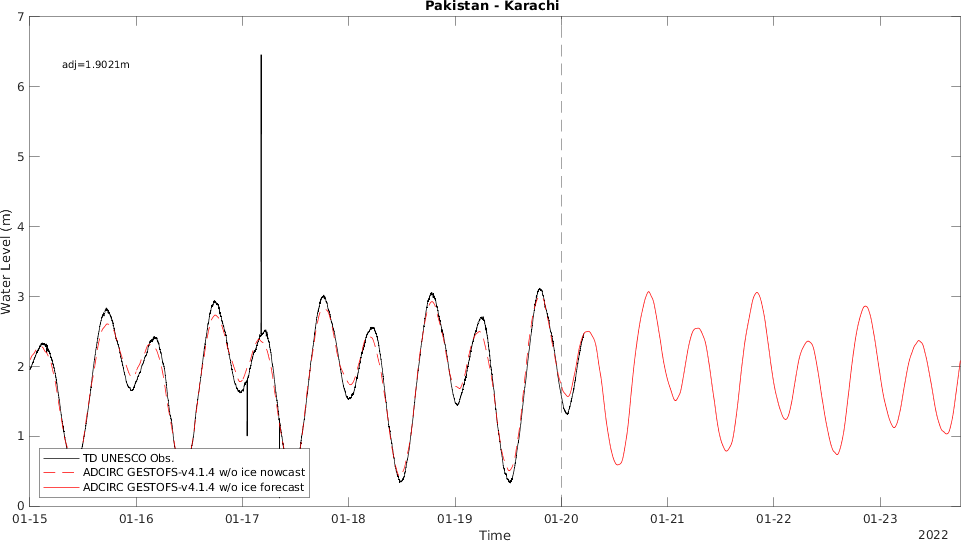 Pakistan - Karachi
adj=1.9021m
7
6
5
4
3
2
1
0
Water Level (m)
TD UNESCO Obs.
ADCIRC GESTOFS-v4.1.4 w/o ice nowcast
ADCIRC GESTOFS-v4.1.4 w/o ice forecast
01-15 01-16 01-17 01-18 01-19 01-20 01-21 01-22 01-23
Time
2022